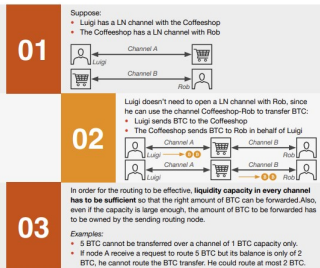 01
Suppose:
• Luigi has a LN channel with the Coffeeshop
• The Coffeeshop has a LN channel with Rob
Channel A
Luigi
Channel B
Rob
02
Luigi doesn't need to open a LN channel with Rob, since
he can use the channel Coffeeshop-Rob to transfer BTC:
• Luigi sends BTC to the Coffeeshop
• The Coffeeshop sends BTC to Rob in behalf of Luigi
Channel A Channel B
Luigi Rob
Channel A Channel B
Luigi Rob
03
In order for the routing to be effective, liquidity capacity in every channel
has to be sufficient so that the right amount of BTC can be forwarded.Also,
even if the capacity is large enough, the amount of BTC to be forwarded has
to be owned by the sending routing node.
Examples:
• 5 BTC cannot be transferred over a channel of 1 BTC capacity only.
• If node A receive a request to route 5 BTC but its balance is only of 2
BTC, he cannot route the BTC transfer. He could route at most 2 BTC.